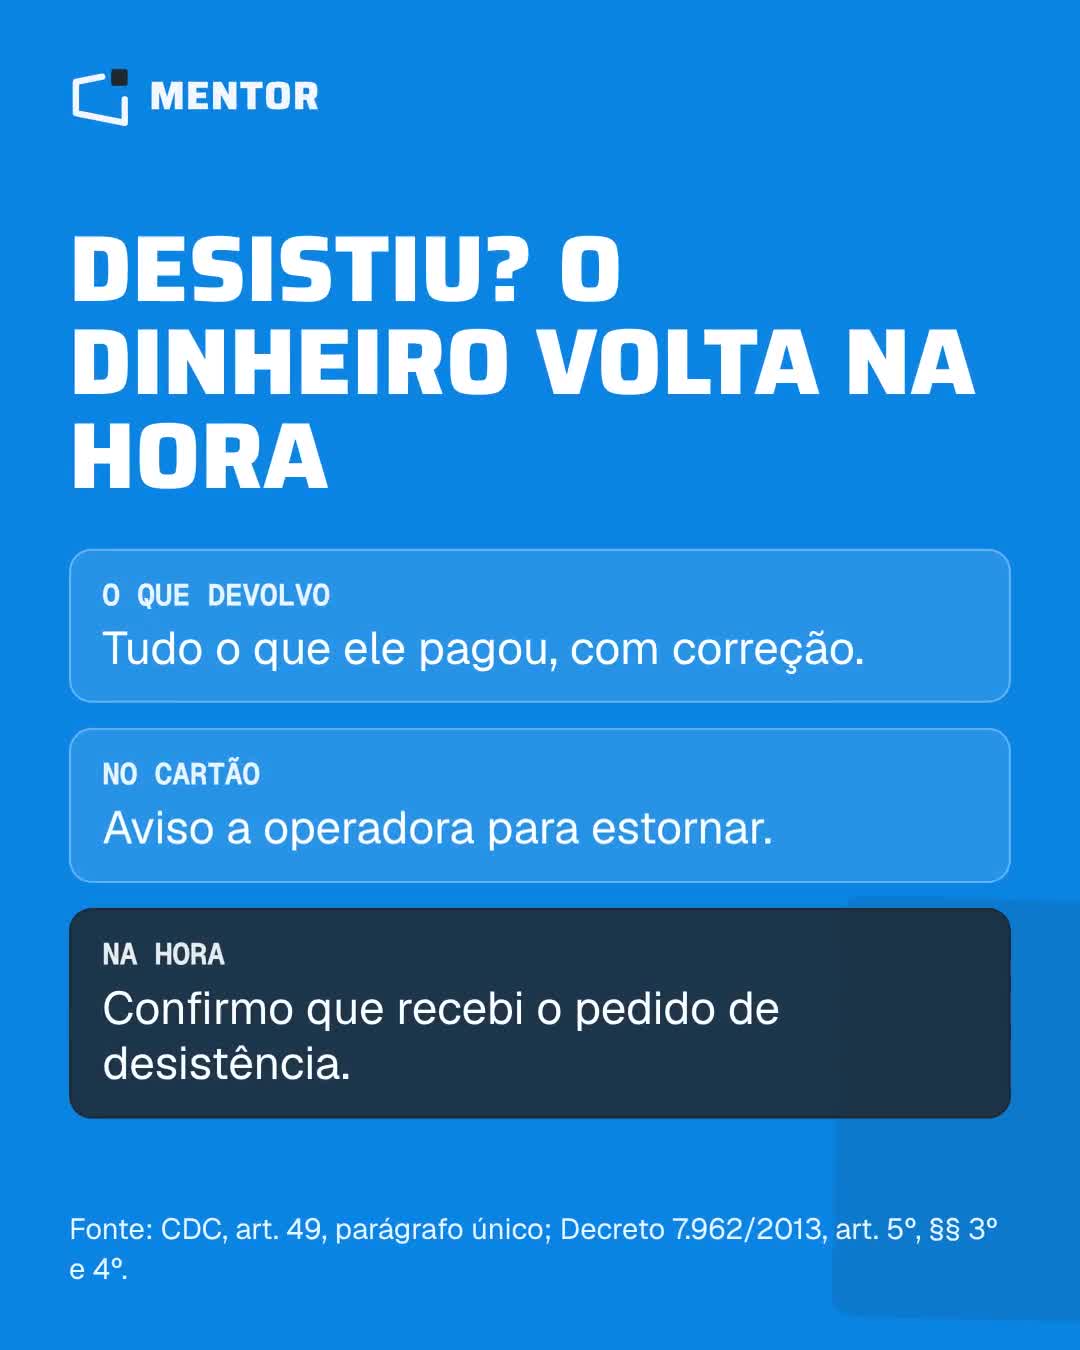 MENTOR
DESISTIU? O
DINHEIRO VOLTA NA
HORA
O QUE DEVOLVO
Tudo o que ele pagou, com correção.
NO CARTÃO
Aviso a operadora para estornar.
NA HORA
Confirmo que recebi o pedido de
desistência.
Fonte: CDC, art. 49, parágrafo único; Decreto 7.962/2013, art. 5º, §§ 3º
e 4º.